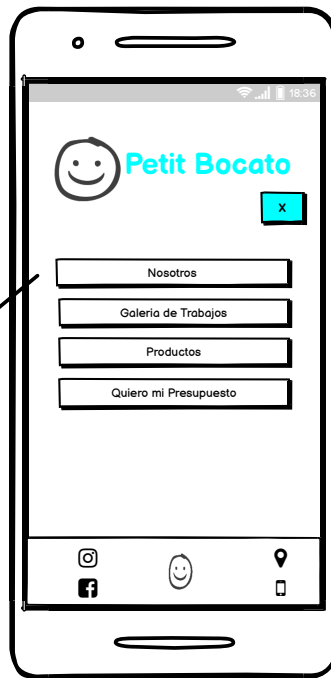 18:36
Petit Bocato
X
Nosotros
Galeria de Trabajos
Productos
Quiero mi Presupuesto